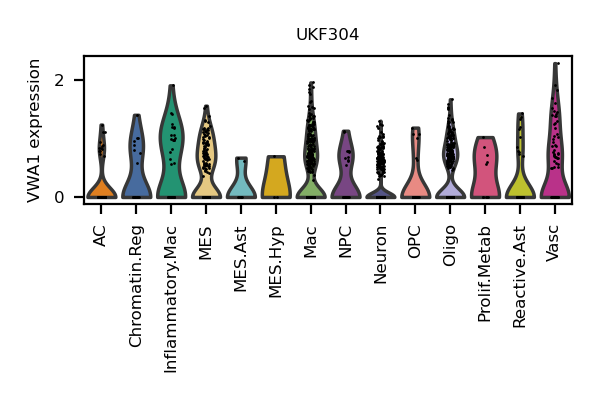 UKF304
VWA1 expression
2
0
AC
Chromatin.Reg
Inflammatory.Mac
MES
MES.Ast
MES.Hyp
Mac
NPC
Neuron
OPC
Oligo
Prolif.Metab
Reactive.Ast
Vasc